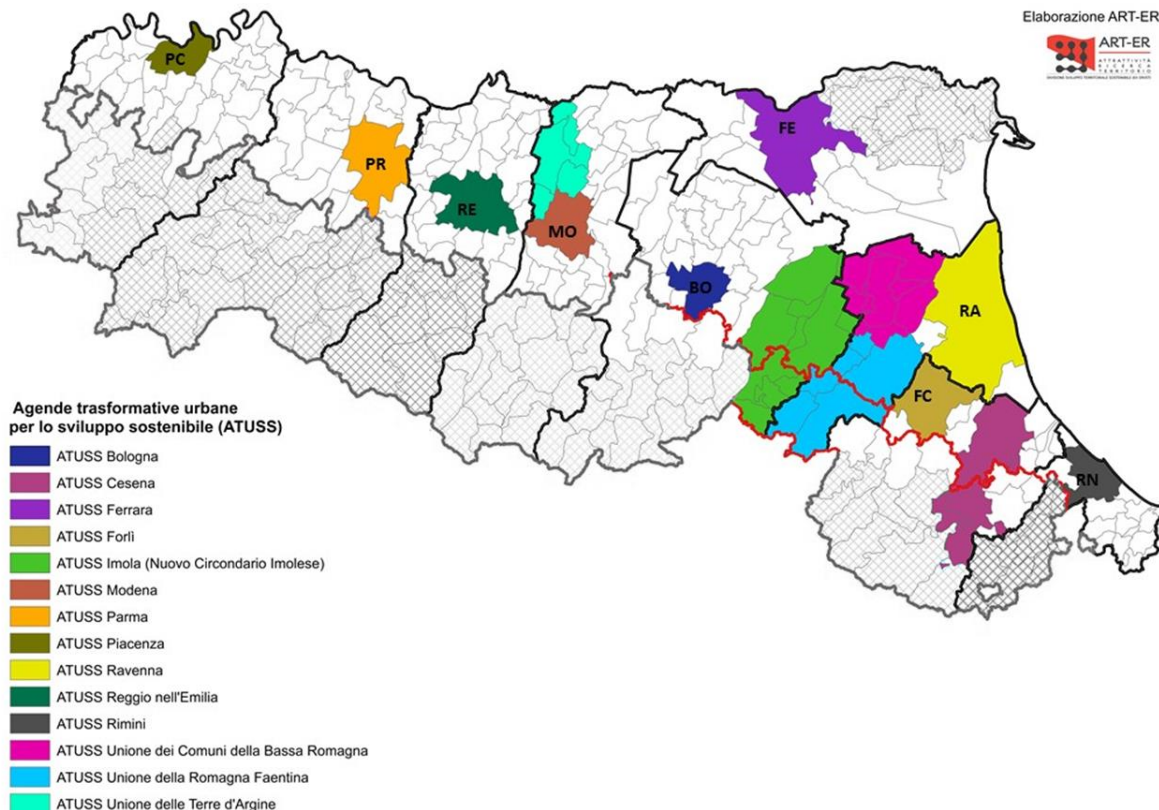 Elaborazione ART-ER
ART-ER
ATTRATTIVITÀ
RICERCA
TERRITORIO
PC
FE
PR
RE
MO
BO
RA
FC
RN
Agende trasformative urbane
per lo sviluppo sostenibile (ATUSS)
ATUSS Bologna
ATUSS Cesena
ATUSS Ferrara
ATUSS Forlì
ATUSS Imola (Nuovo Circondario Imolese)
ATUSS Modena
ATUSS Parma
ATUSS Piacenza
ATUSS Ravenna
ATUSS Reggio nell'Emilia
ATUSS Rimini
ATUSS Unione dei Comuni della Bassa Romagna
ATUSS Unione della Romagna Faentina
ATUSS Unione delle Terre d'Argine